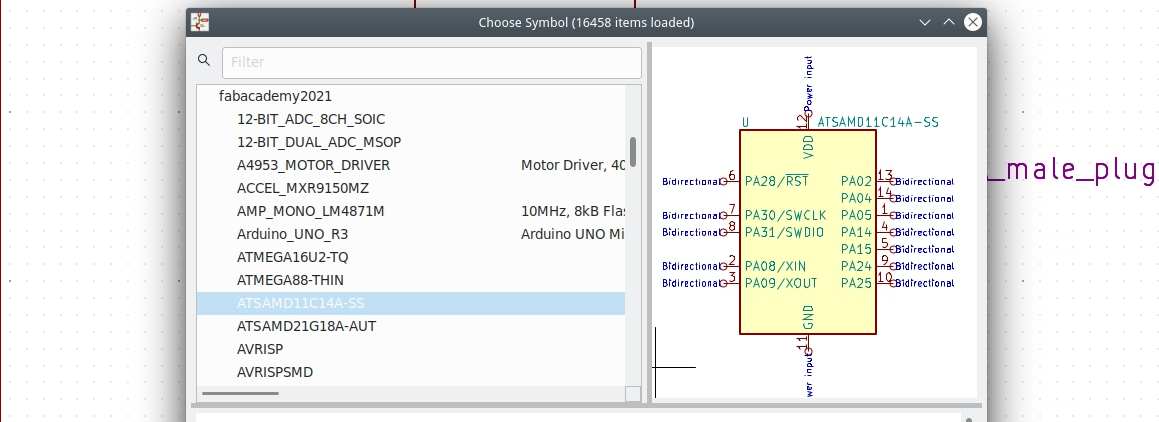 Choose Symbol (16458 items loaded)
Filter
fabacademy2021
12-BIT_ADC_8CH_SOIC
12-BIT_DUAL_ADC_MSOP
A4953_MOTOR_DRIVER Motor Driver, 40
ACCEL_MXR9150MZ
AMP_MONO_LM4871M 10MHz, 8kB Flas
Arduino_UNO_R3 Arduino UNO Mi
ATMEGA16U2-TQ
ATMEGA88-THIN
ATSAMD11C14A-SS
ATSAMD21G18A-AUT
AVRISP
AVRISPSMD
Power input
12
U ATSAMD11C14A-SS
VDD
Bidirectional 6 PA28/RST PA02 13 Bidirectional
PA04 14 Bidirectional
Bidirectional 7 PA30/SWCLK PA05 1 Bidirectional
Bidirectional 8 PA31/SWDIO PA14 4 Bidirectional
PA15 5 Bidirectional
Bidirectional 2 PA08/XIN PA24 9 Bidirectional
Bidirectional 3 PA09/XOUT PA25 10 Bidirectional
GND
11
wer input
_male_plug